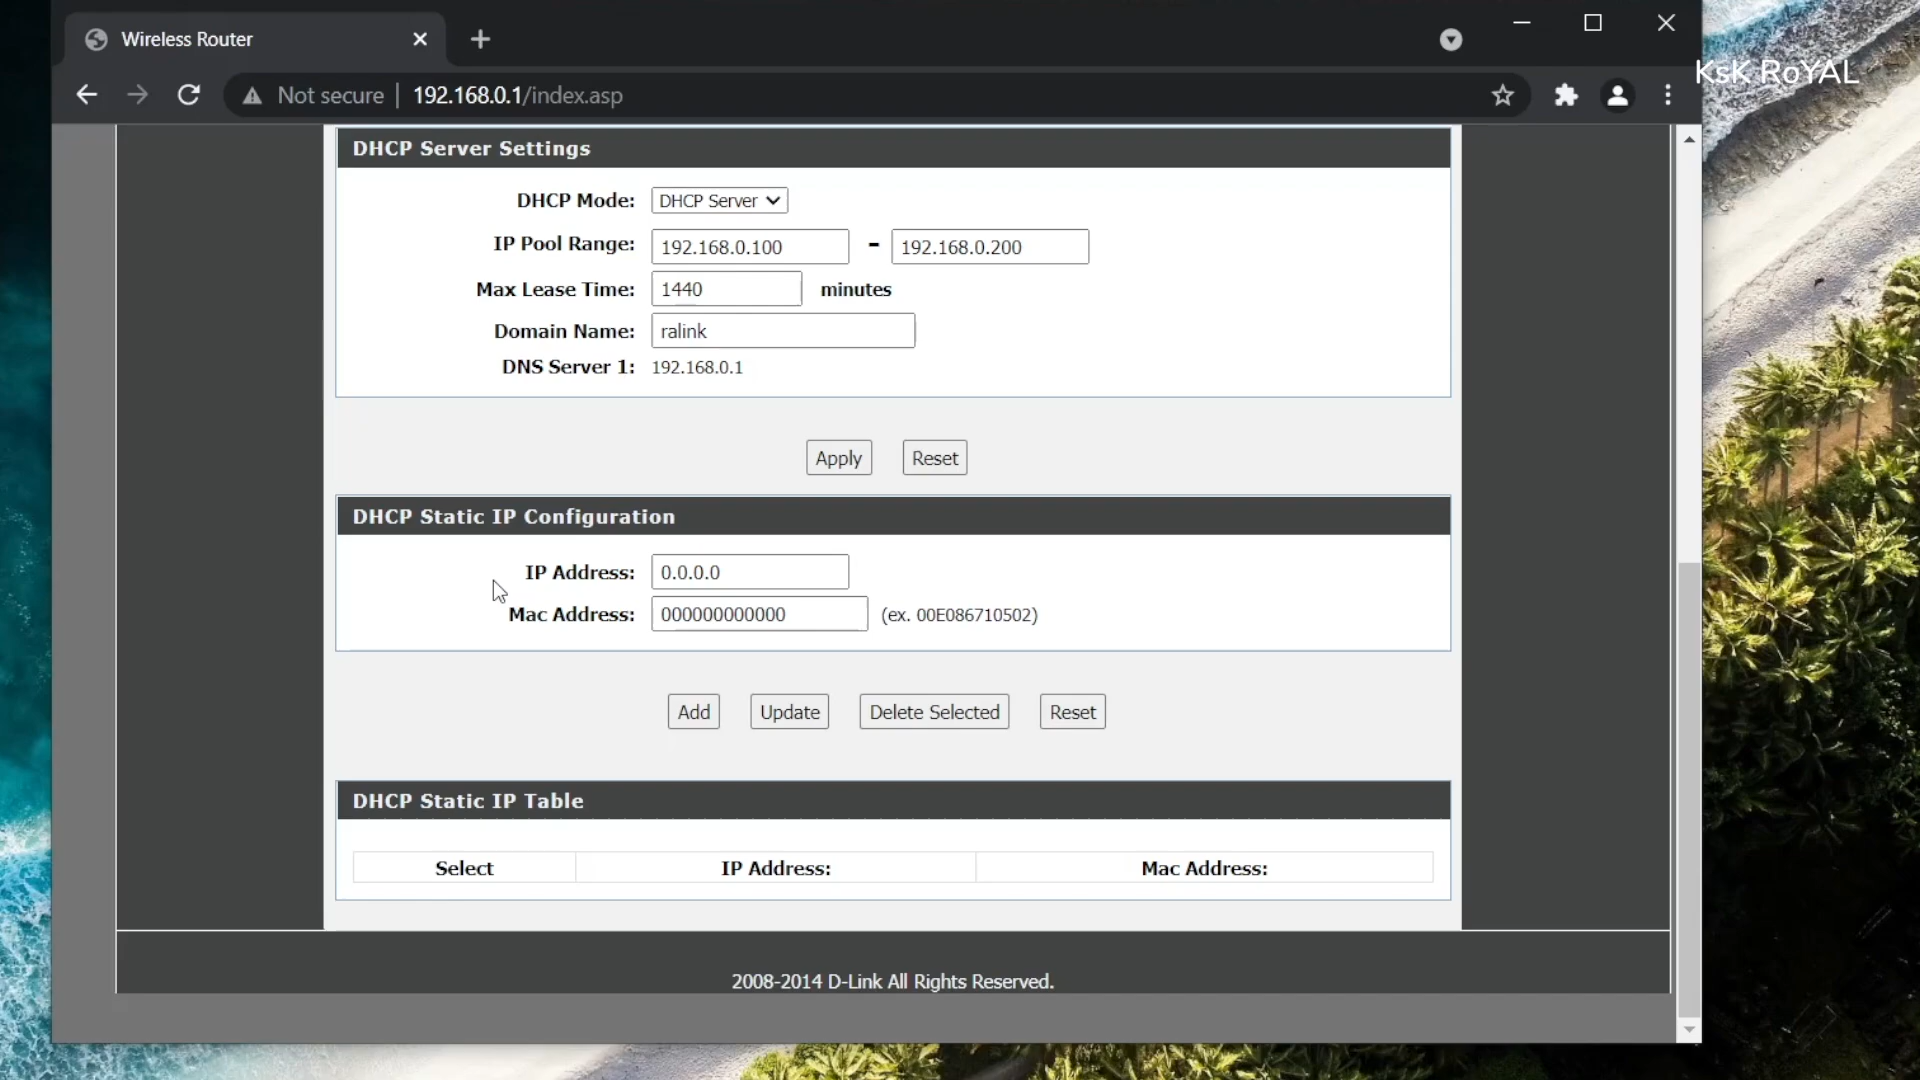 Wireless Router
KsK RoYAL
Not secure | 192.168.0.1/index.asp
DHCP Server Settings
DHCP Mode: DHCP Server
IP Pool Range: 192.168.0.100 - 192.168.0.200
Max Lease Time: 1440 minutes
Domain Name: ralink
DNS Server 1: 192.168.0.1
Apply Reset
DHCP Static IP Configuration
IP Address: 0.0.0.0
Mac Address: 000000000000 (ex. 00E086710502)
Add Update Delete Selected Reset
DHCP Static IP Table
Select IP Address: Mac Address:
2008-2014 D-Link All Rights Reserved.